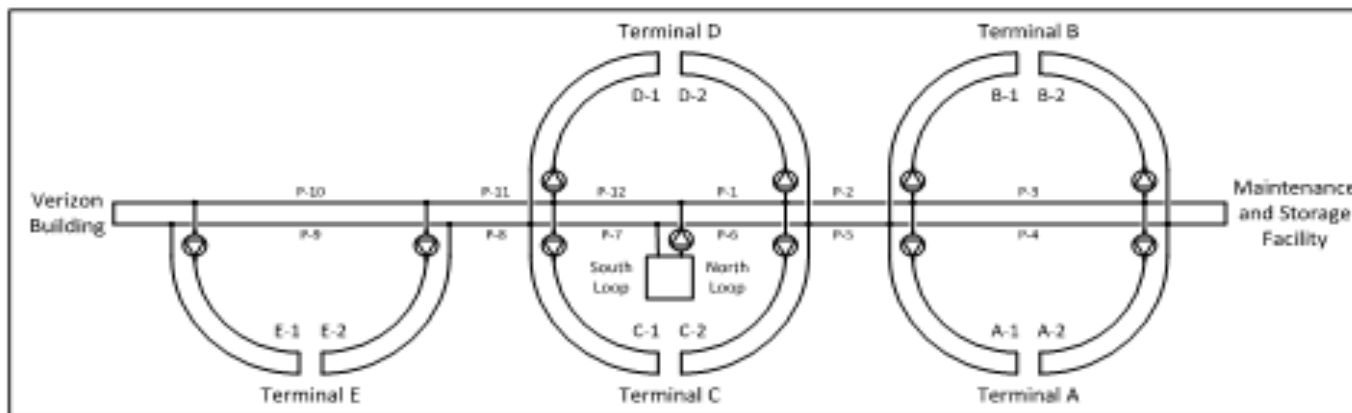 Terminal D
Terminal B
D-1 D-2
B-1 B-2
Verizon
Building
P-10
P-11
P-12
P-1
P-2
P-3
Maintenance
and Storage
Facility
P-9
P-8
P-7
P-6
P-5
P-4
South
Loop
North
Loop
E-1 E-2
C-1 C-2
A-1 A-2
Terminal E
Terminal C
Terminal A